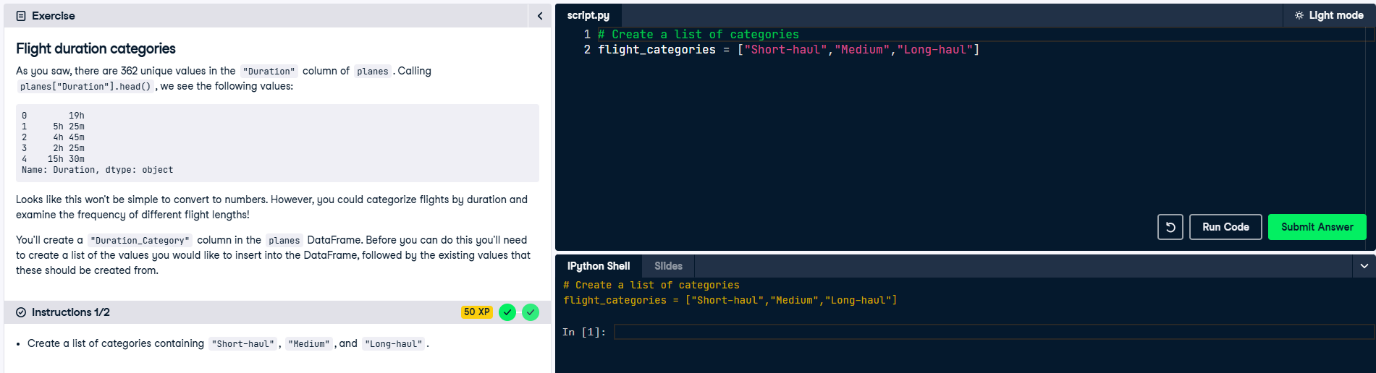 Exercise
Flight duration categories
As you saw, there are 362 unique values in the "Duration" column of planes . Calling
planes["Duration"].head() , we see the following values:
0        19h
1     5h 25m
2     4h 45m
3     2h 25m
4    15h 30m
Name: Duration, dtype: object
Looks like this won't be simple to convert to numbers. However, you could categorize flights by duration and
examine the frequency of different flight lengths!
You'll create a "Duration_Category" column in the planes DataFrame. Before you can do this you'll need
to create a list of the values you would like to insert into the DataFrame, followed by the existing values that
these should be created from.
Instructions 1/2
50 XP
• Create a list of categories containing "Short-haul" , "Medium" , and "Long-haul" .
script.py
Light mode
1 # Create a list of categories
2 flight_categories = ["Short-haul","Medium","Long-haul"]
Run Code
Submit Answer
IPython Shell
Slides
# Create a list of categories
flight_categories = ["Short-haul","Medium","Long-haul"]
In [1]: